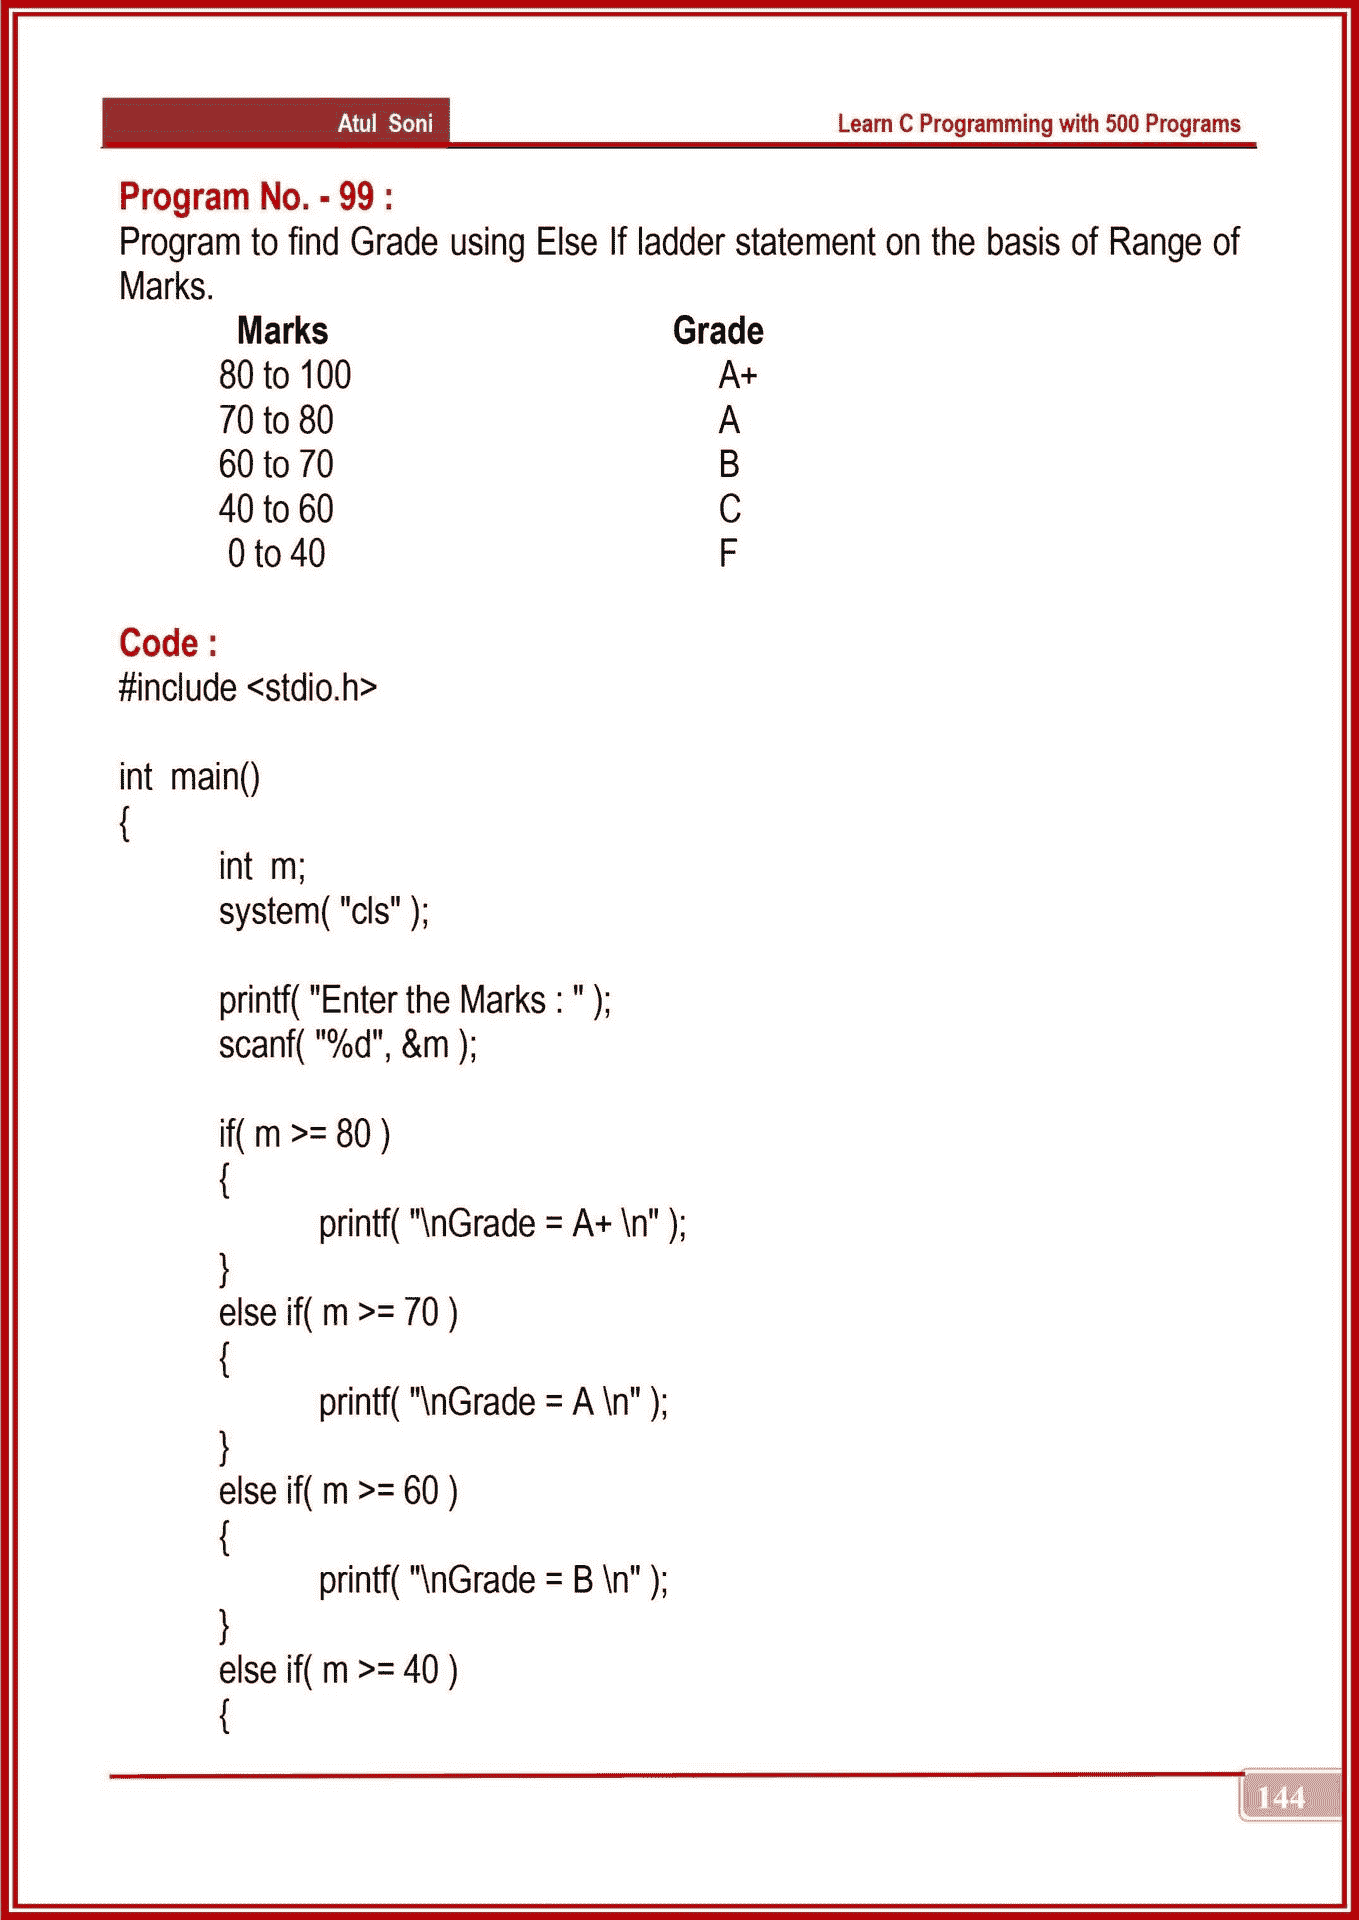 Atul  Soni
Learn C Programming with 500 Programs
Program No. - 99 :
Program to find Grade using Else If ladder statement on the basis of Range of
Marks.
Marks Grade
80 to 100 A+
70 to 80 A
60 to 70 B
40 to 60 C
0 to 40 F
Code :
#include <stdio.h>
int  main()
{
int  m;
system( "cls" );
printf( "Enter the Marks : " );
scanf( "%d", &m );
if( m >= 80 )
{
printf( "\nGrade = A+ \n" );
}
else if( m >= 70 )
{
printf( "\nGrade = A \n" );
}
else if( m >= 60 )
{
printf( "\nGrade = B \n" );
}
else if( m >= 40 )
{
144